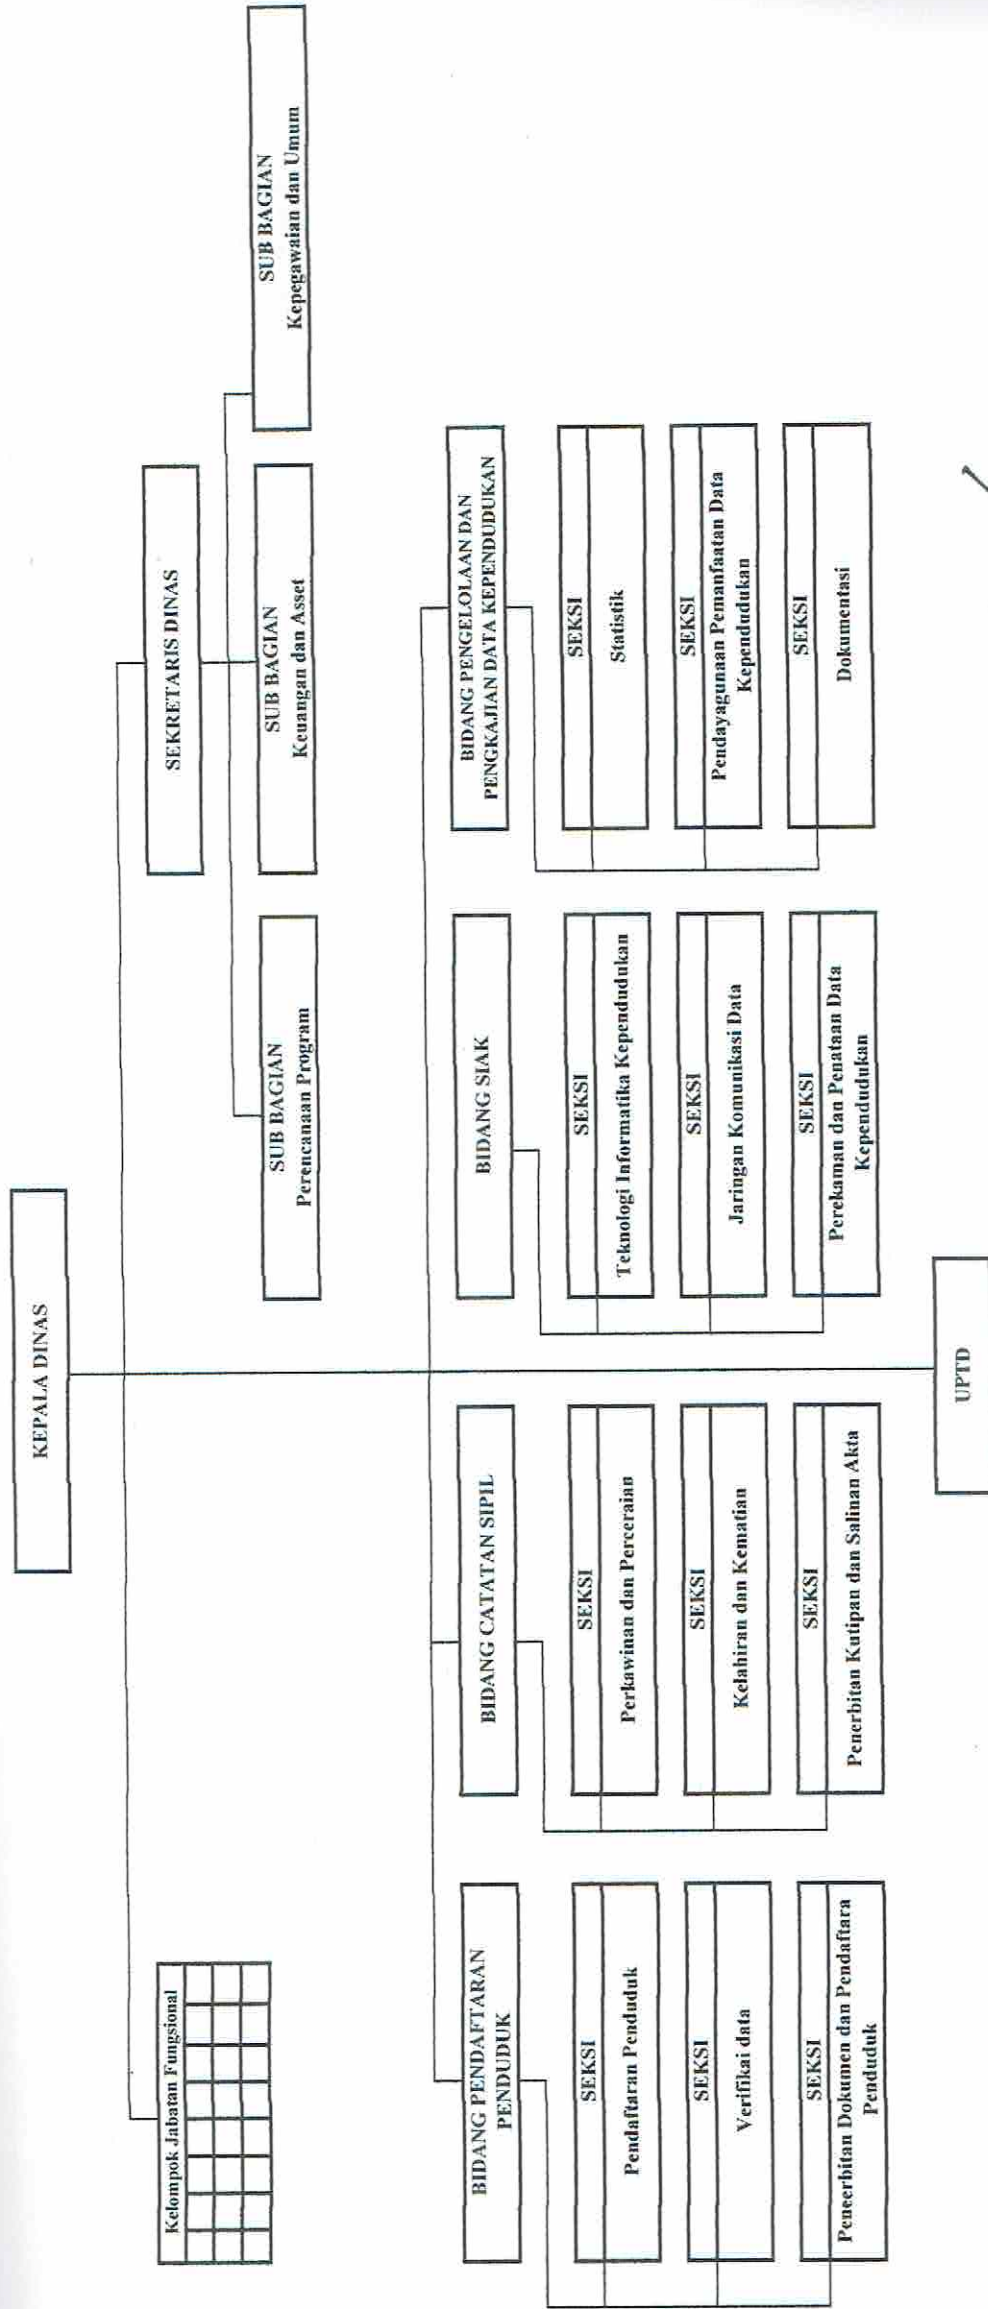 KEPALA DINAS
Kelompok Jabatan Fungsional
SEKRETARIS DINAS
SUB BAGIAN
Perencanaan Program
SUB BAGIAN
Keuangan dan Asset
SUB BAGIAN
Kepegawaian dan Umum
BIDANG PENDAFTARAN
PENDUDUK
SEKSI
Pendaftaran Penduduk
SEKSI
Verifikai data
SEKSI
Peneerbitan Dokumen dan Pendaftara
Penduduk
BIDANG CATATAN SIPIL
SEKSI
Perkawinan dan Perceraian
SEKSI
Kelahiran dan Kematian
SEKSI
Penerbitan Kutipan dan Salinan Akta
BIDANG SIAK
SEKSI
Teknologi Informatika Kependudukan
SEKSI
Jaringan Komunikasi Data
SEKSI
Perekaman dan Penataan Data
Kependudukan
BIDANG PENGELOLAAN DAN
PENGKAJIAN DATA KEPENDUDUKAN
SEKSI
Statistik
SEKSI
Pendayagunaan Pemanfaatan Data
Kependudukan
SEKSI
Dokumentasi
UPTD